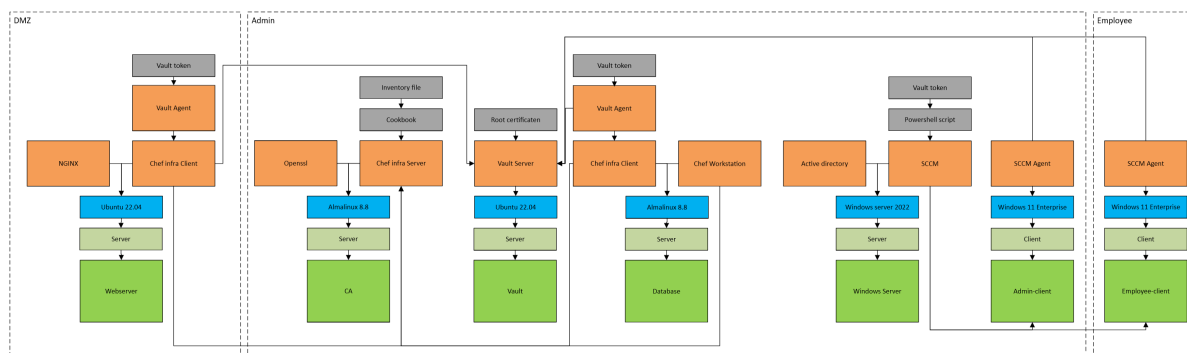 DMZ
Admin
Employee
Vault token
Vault token
Vault token
Inventory file
Vault Agent
Vault Agent
Cookbook
Root certificaten
Powershell script
NGINX
Chef infra Client
Openssl
Chef infra Server
Vault Server
Chef infra Client
Chef Workstation
Active directory
SCCM
SCCM Agent
SCCM Agent
Ubuntu 22.04
Almalinux 8.8
Ubuntu 22.04
Almalinux 8.8
Windows server 2022
Windows 11 Enterprise
Windows 11 Enterprise
Server
Server
Server
Server
Server
Client
Client
Webserver
CA
Vault
Database
Windows Server
Admin-client
Employee-client